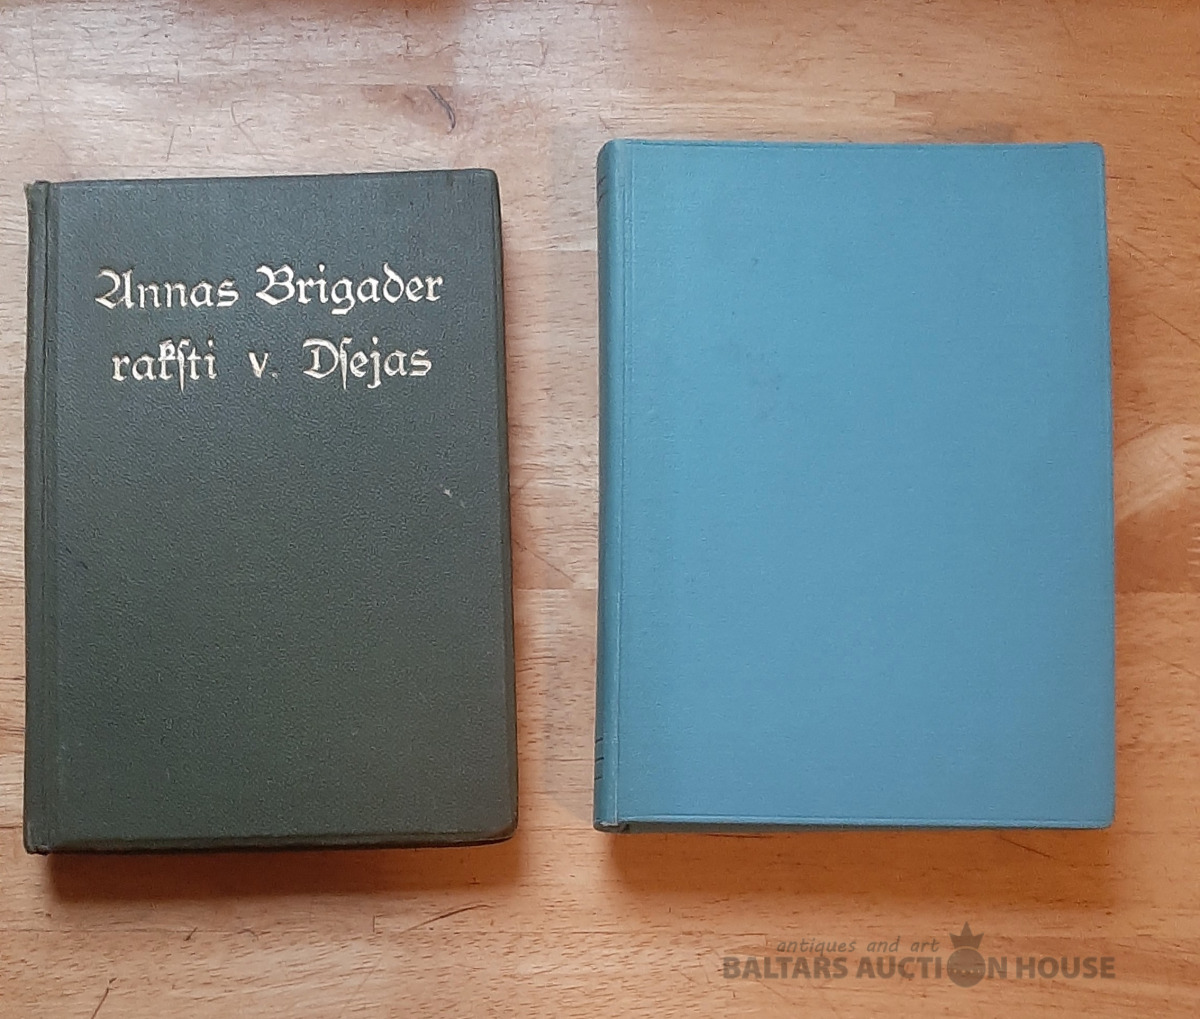 Annas Brigader
rakſti v. Dſejas
antiques and art
BALTARS AUCTION HOUSE